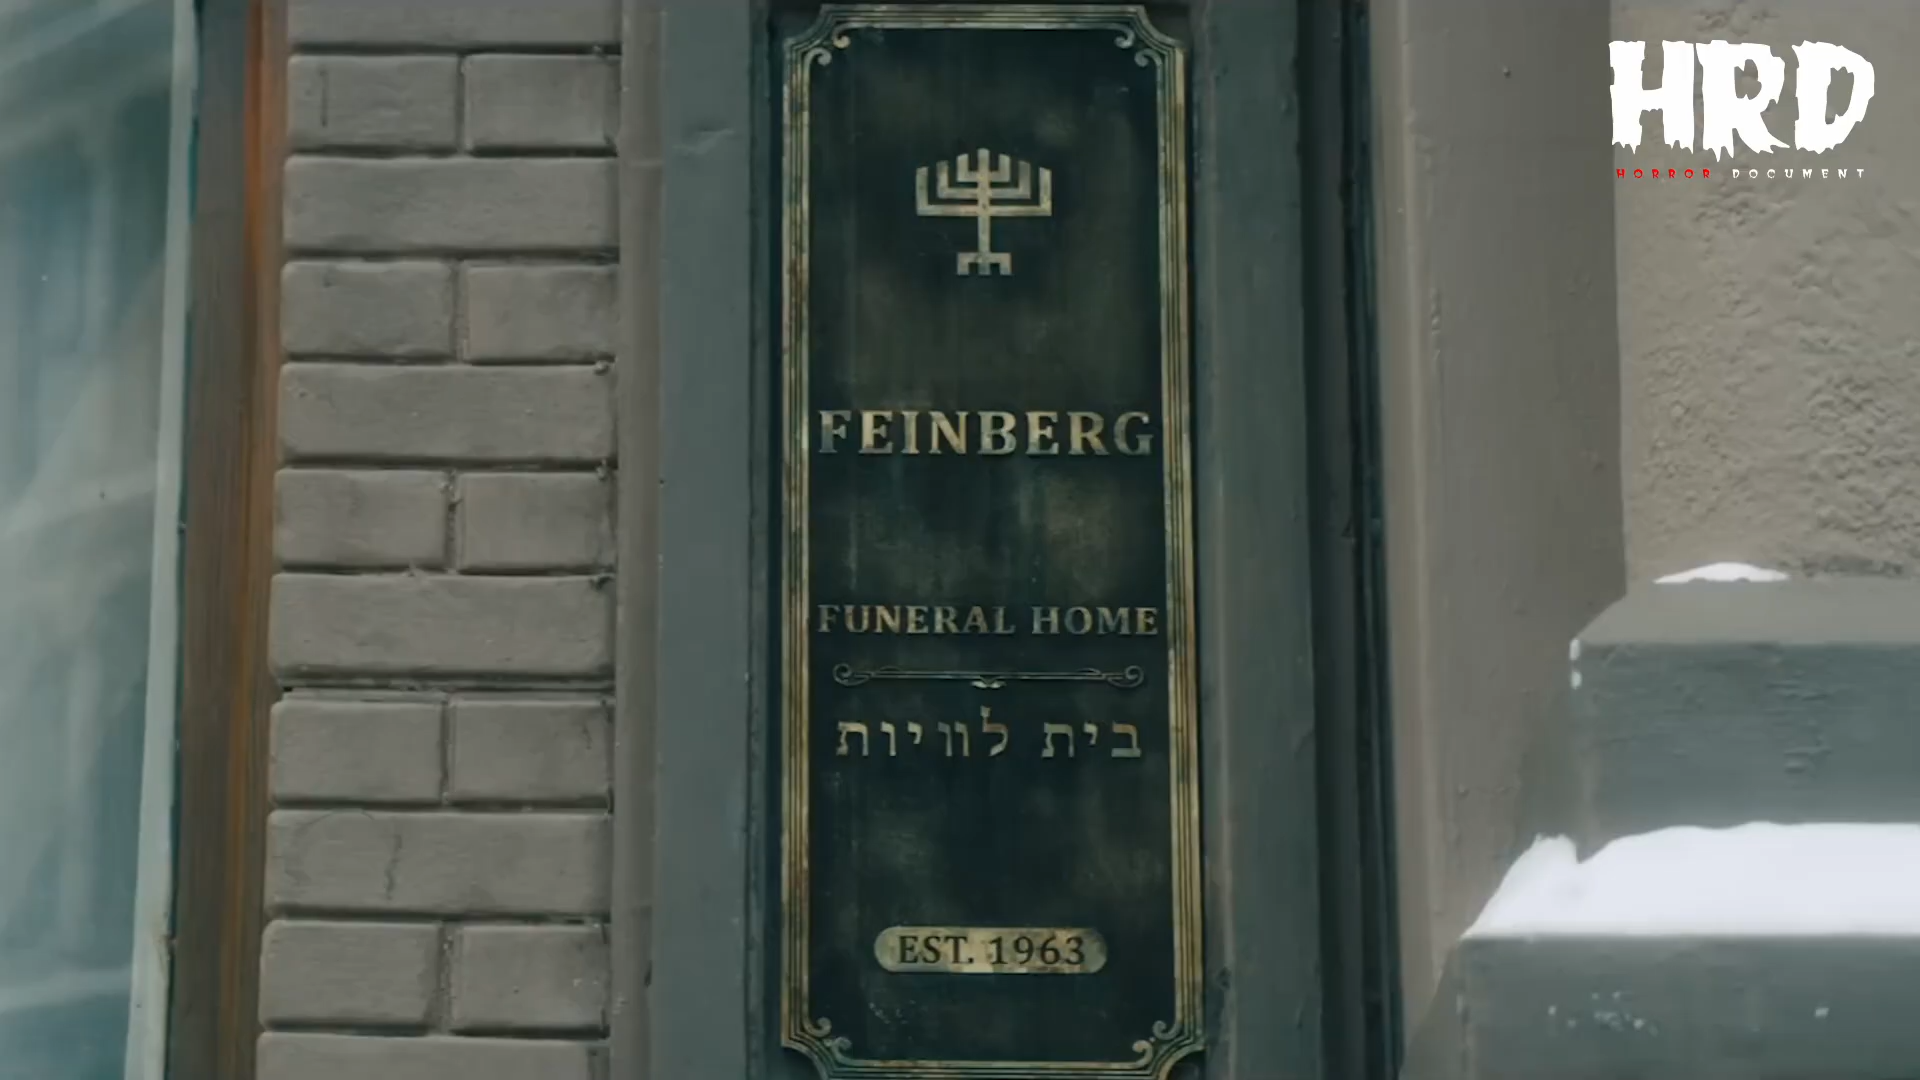 HRD
HORROR DOCUMENT
FEINBERG
FUNERAL HOME
בית לוויות
EST. 1963